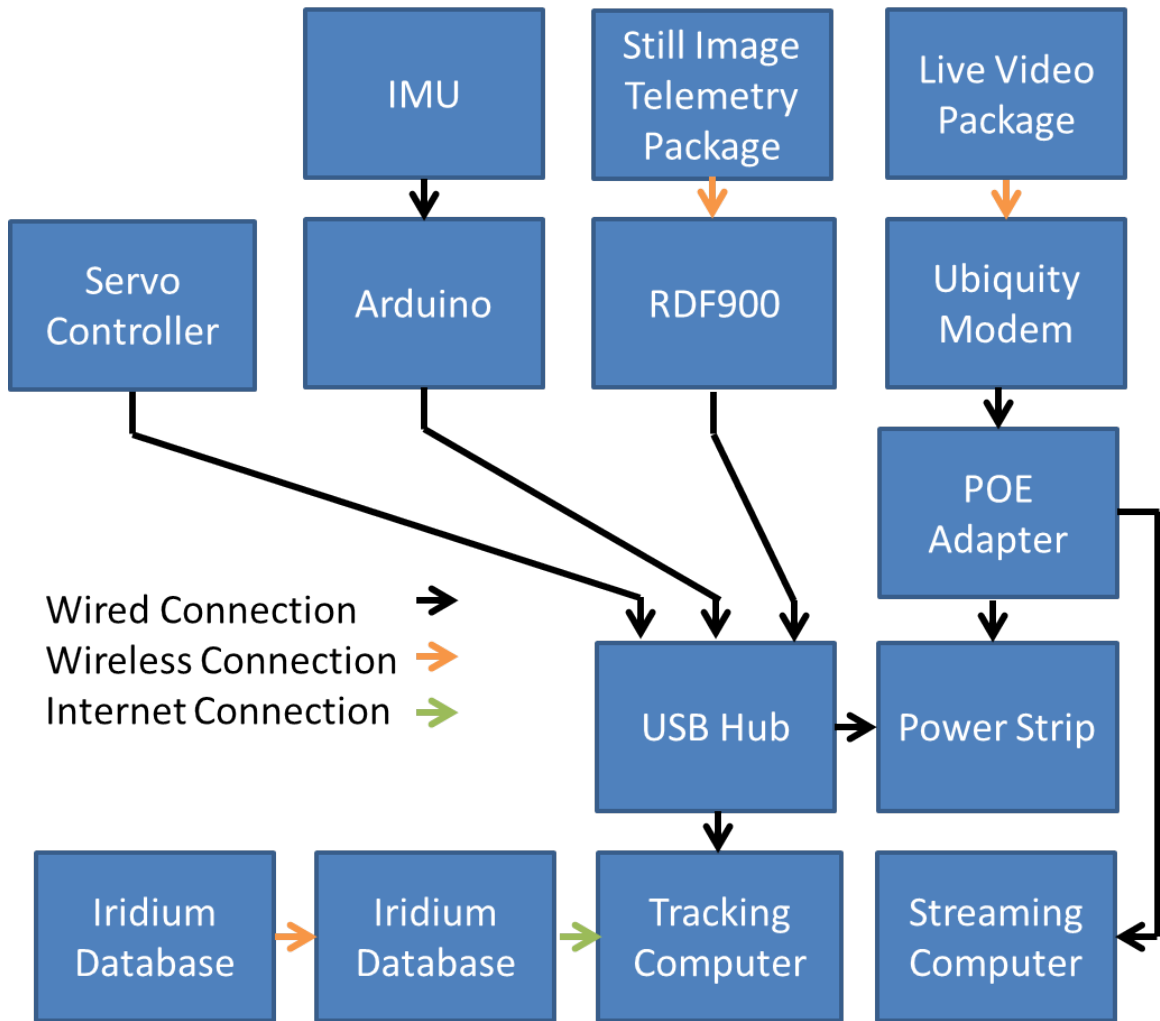 IMU
Still Image
Telemetry
Package
Live Video
Package
Servo
Controller
Arduino
RDF900
Ubiquity
Modem
POE
Adapter
Wired Connection
Wireless Connection
Internet Connection
USB Hub
Power Strip
Iridium
Database
Iridium
Database
Tracking
Computer
Streaming
Computer